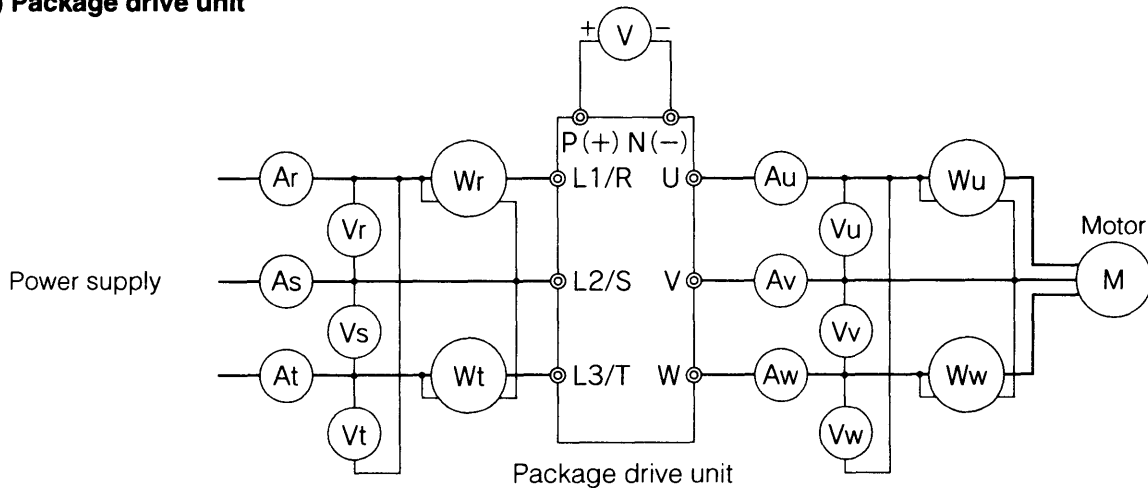 ) Package drive unit
+ V −
P (+) N (−)
Ar Wr L1/R U Au Wu
Vr Vu
Motor
Power supply As L2/S V Av M
Vs Vv
At Wt L3/T W Aw Ww
Vt Vw
Package drive unit